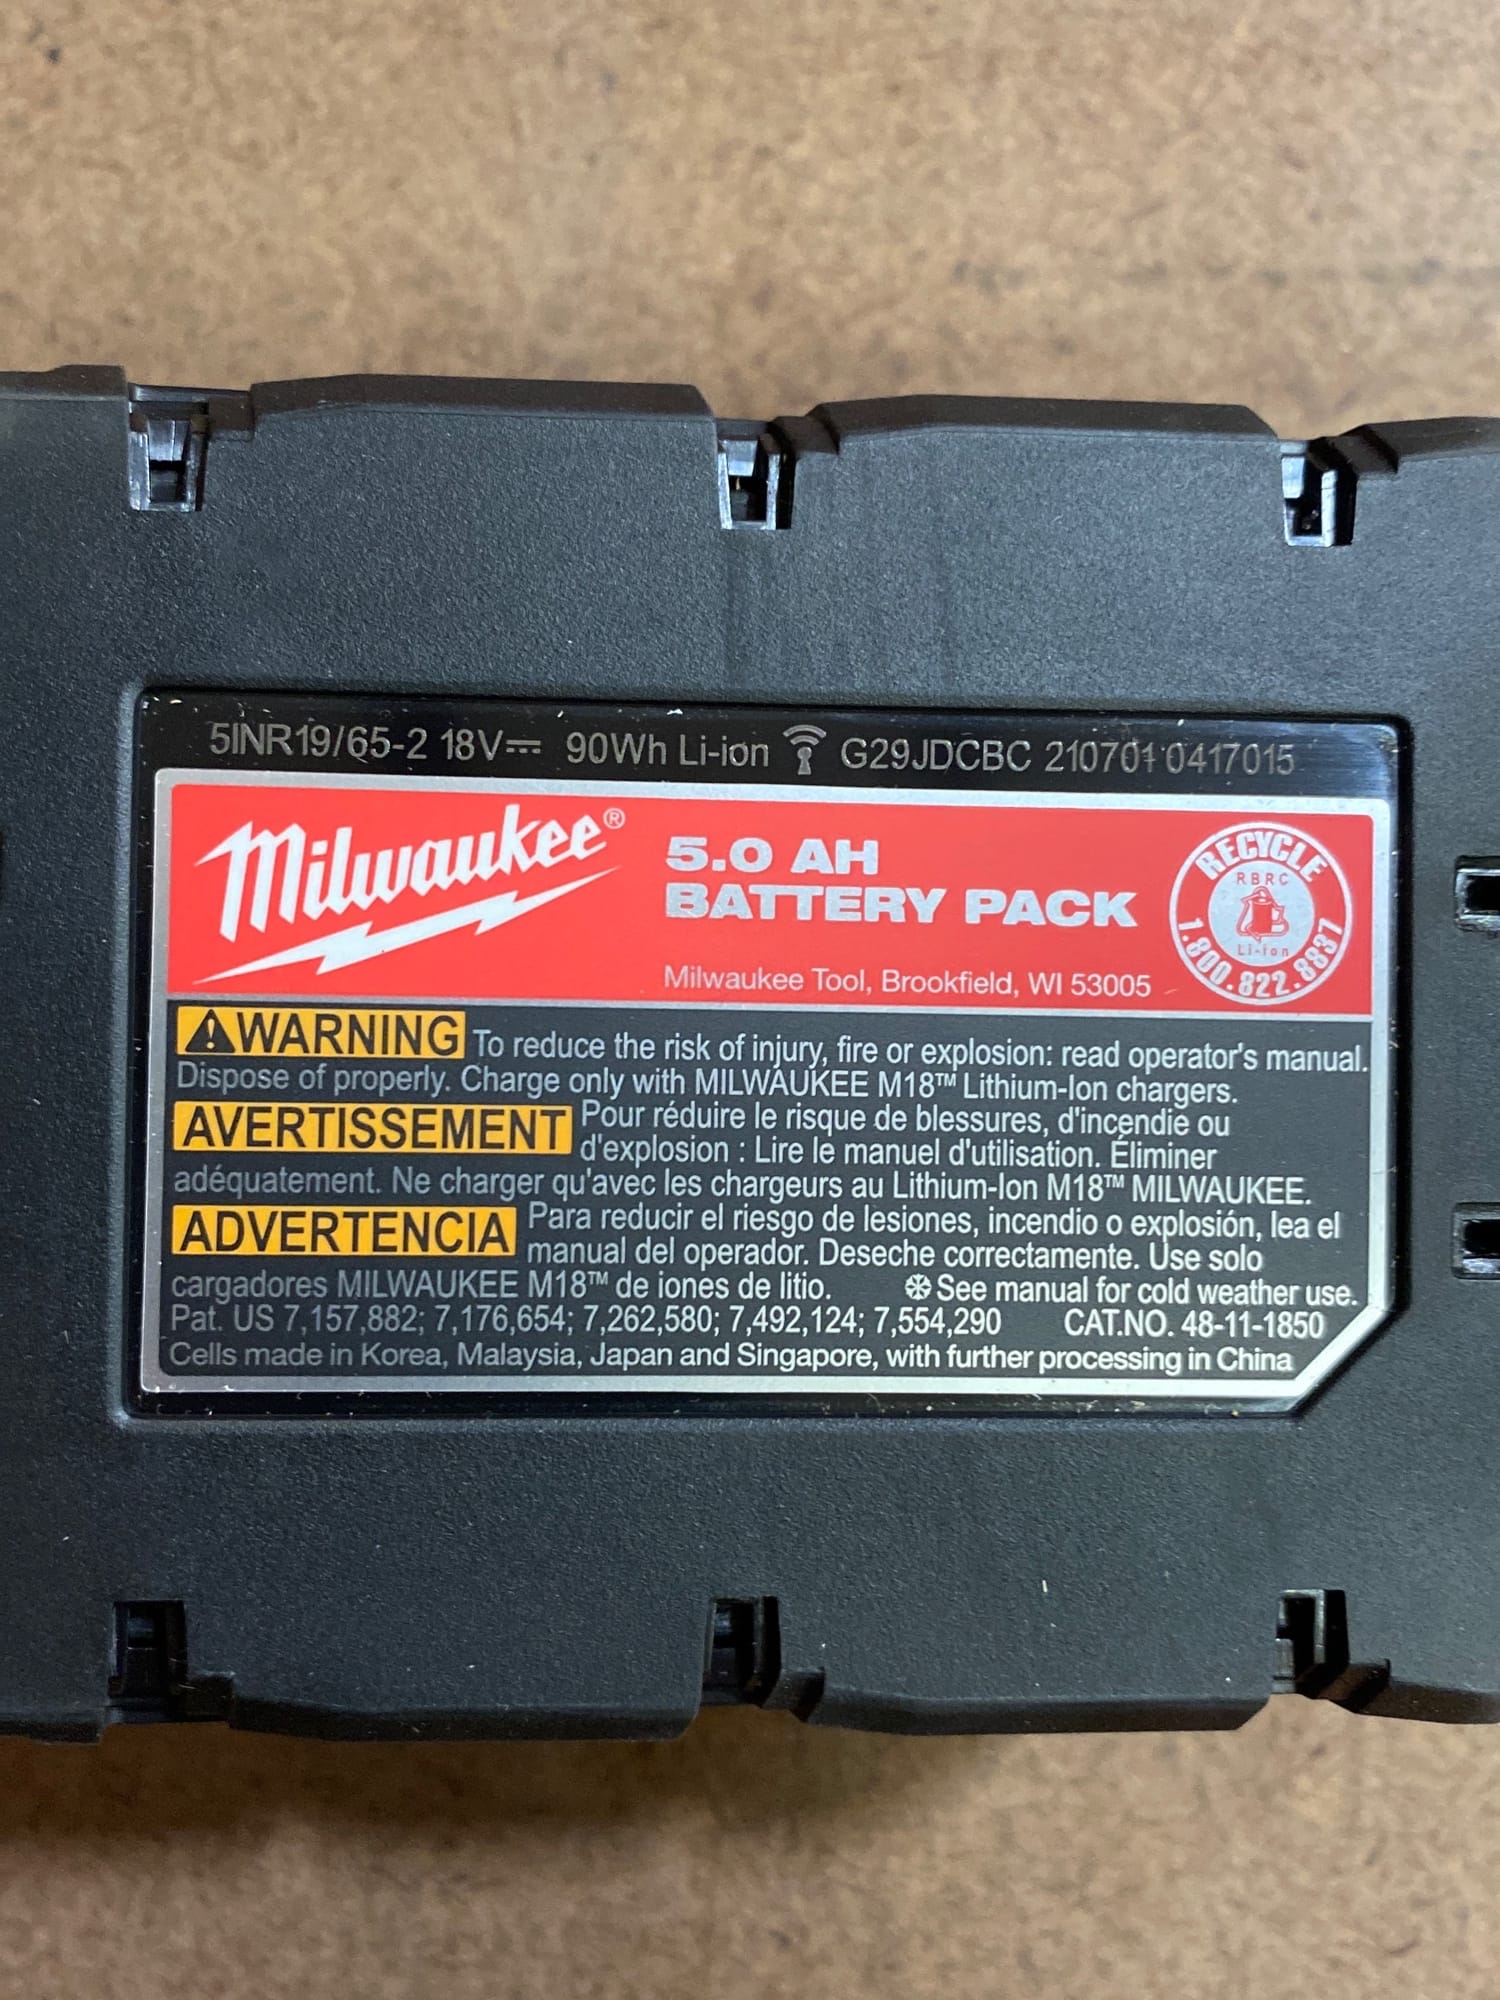 5INR19/65-2 18V⎓ 90Wh Li-ion G29JDCBC 210701 0417015
Milwaukee®
5.0 AH
BATTERY PACK
Milwaukee Tool, Brookfield, WI 53005
RECYCLE
RBRC
Li-ion
1.800.822.8837
⚠WARNING To reduce the risk of injury, fire or explosion: read operator's manual.
Dispose of properly. Charge only with MILWAUKEE M18™ Lithium-Ion chargers.
AVERTISSEMENT Pour réduire le risque de blessures, d'incendie ou
d'explosion : Lire le manuel d'utilisation. Éliminer
adéquatement. Ne charger qu'avec les chargeurs au Lithium-Ion M18™ MILWAUKEE.
ADVERTENCIA Para reducir el riesgo de lesiones, incendio o explosión, lea el
manual del operador. Deseche correctamente. Use solo
cargadores MILWAUKEE M18™ de iones de litio. ❄See manual for cold weather use.
Pat. US 7,157,882; 7,176,654; 7,262,580; 7,492,124; 7,554,290 CAT.NO. 48-11-1850
Cells made in Korea, Malaysia, Japan and Singapore, with further processing in China